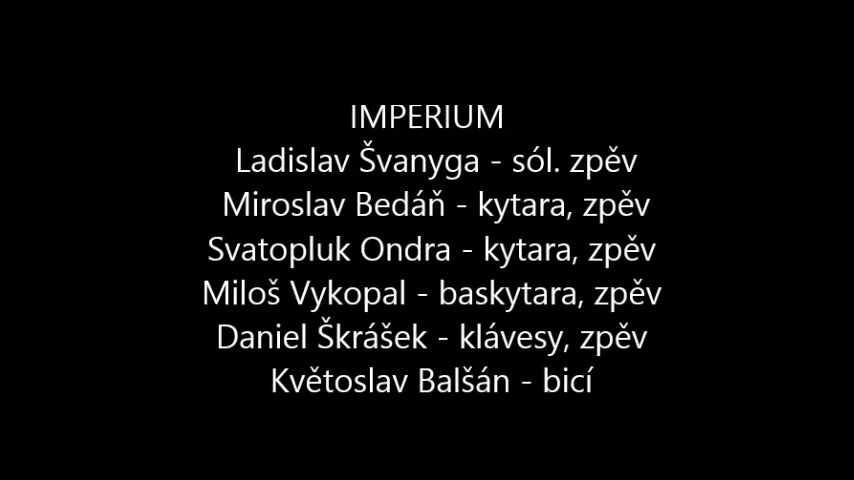 IMPERIUM
Ladislav Švanyga - sól. zpěv
Miroslav Bedáň - kytara, zpěv
Svatopluk Ondra - kytara, zpěv
Miloš Vykopal - baskytara, zpěv
Daniel Škrášek - klávesy, zpěv
Květoslav Balšán - bicí